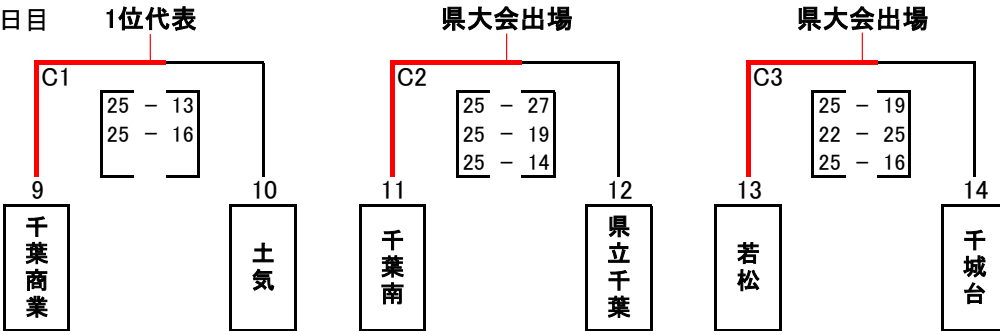 日目 1位代表 県大会出場 県大会出場
C1 C2 C3
25 - 13
25 - 16
25 - 27
25 - 19
25 - 14
25 - 19
22 - 25
25 - 16
9 10 11 12 13 14
千葉商業
土気
千葉南
県立千葉
若松
千城台